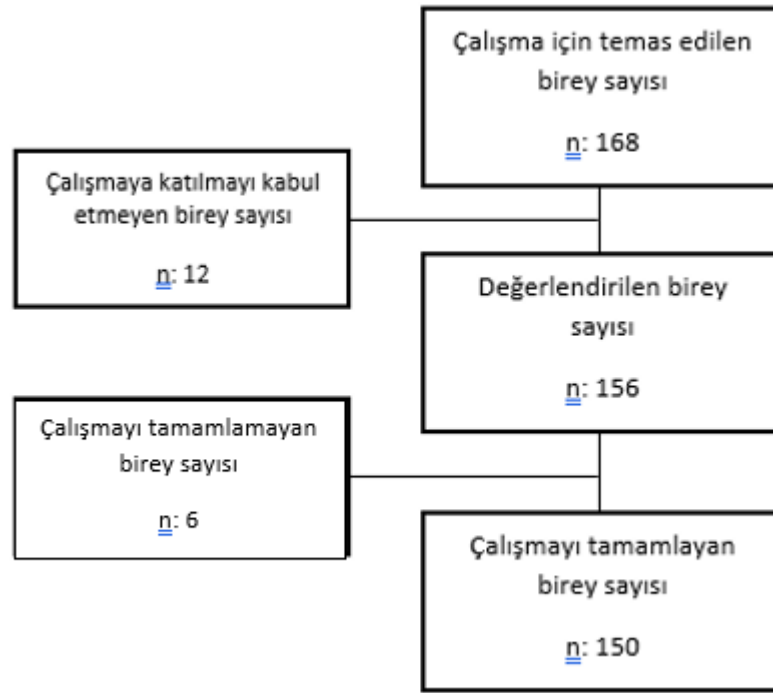 Çalışma için temas edilen
birey sayısı
n: 168
Çalışmaya katılmayı kabul
etmeyen birey sayısı
n: 12
Değerlendirilen birey
sayısı
n: 156
Çalışmayı tamamlamayan
birey sayısı
n: 6
Çalışmayı tamamlayan
birey sayısı
n: 150